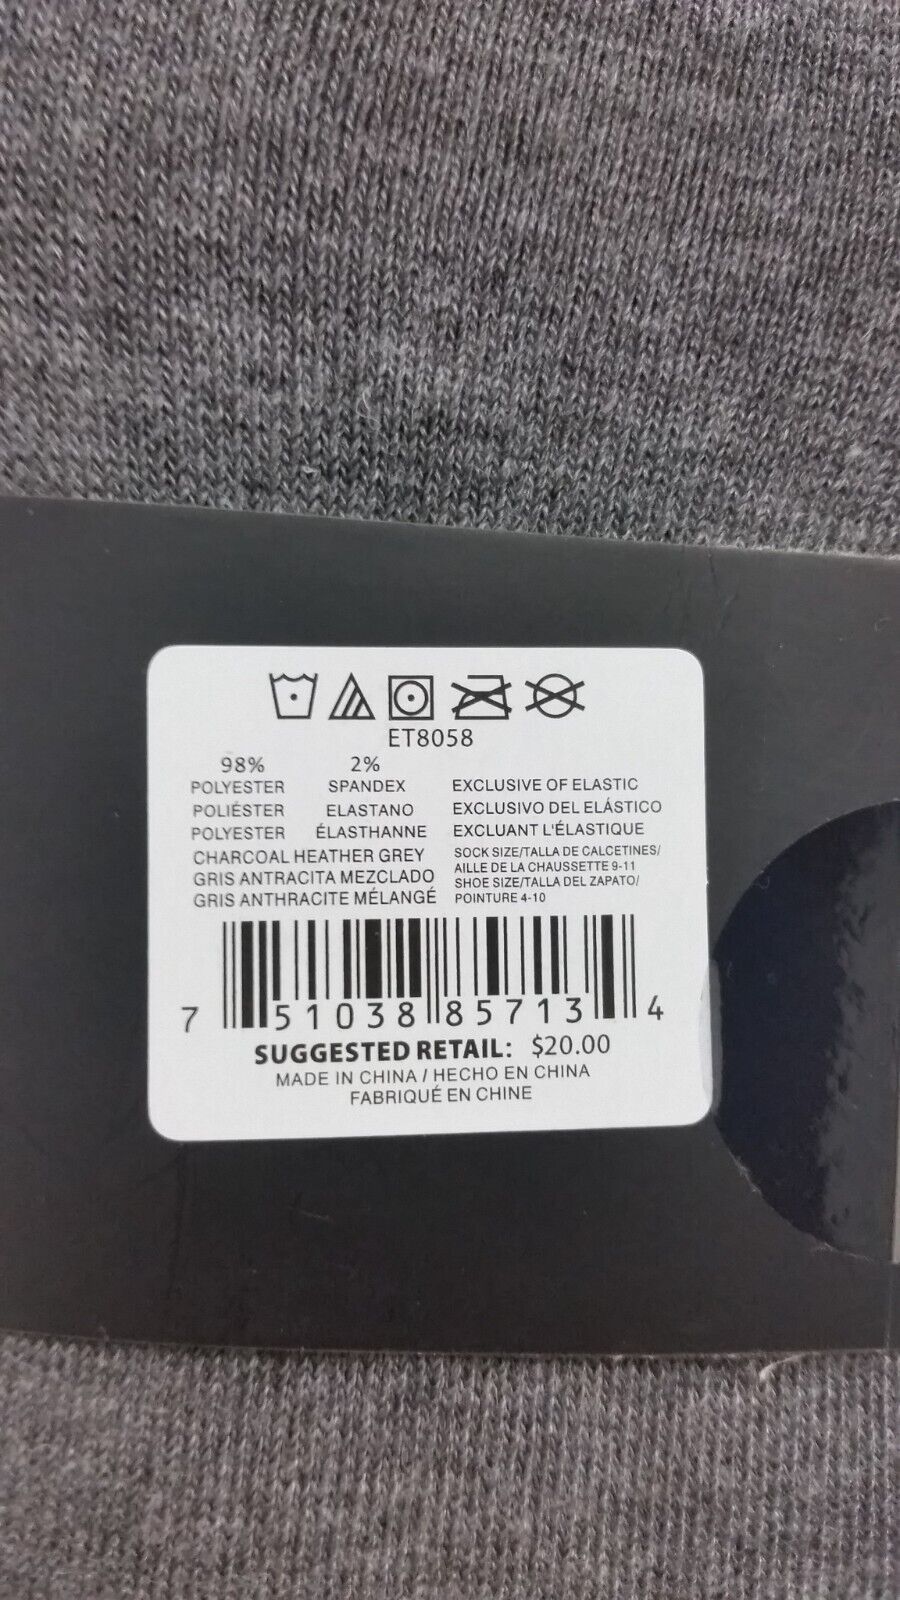 ET8058
98% 2%
POLYESTER SPANDEX EXCLUSIVE OF ELASTIC
POLIÉSTER ELASTANO EXCLUSIVO DEL ELÁSTICO
POLYESTER ÉLASTHANNE EXCLUANT L'ÉLASTIQUE
CHARCOAL HEATHER GREY
GRIS ANTRACITA MEZCLADO
GRIS ANTHRACITE MÉLANGÉ
SOCK SIZE/TALLA DE CALCETINES/
AILLE DE LA CHAUSSETTE 9-11
SHOE SIZE/TALLA DEL ZAPATO/
POINTURE 4-10
7 51038 85713 4
SUGGESTED RETAIL: $20.00
MADE IN CHINA / HECHO EN CHINA
FABRIQUÉ EN CHINE